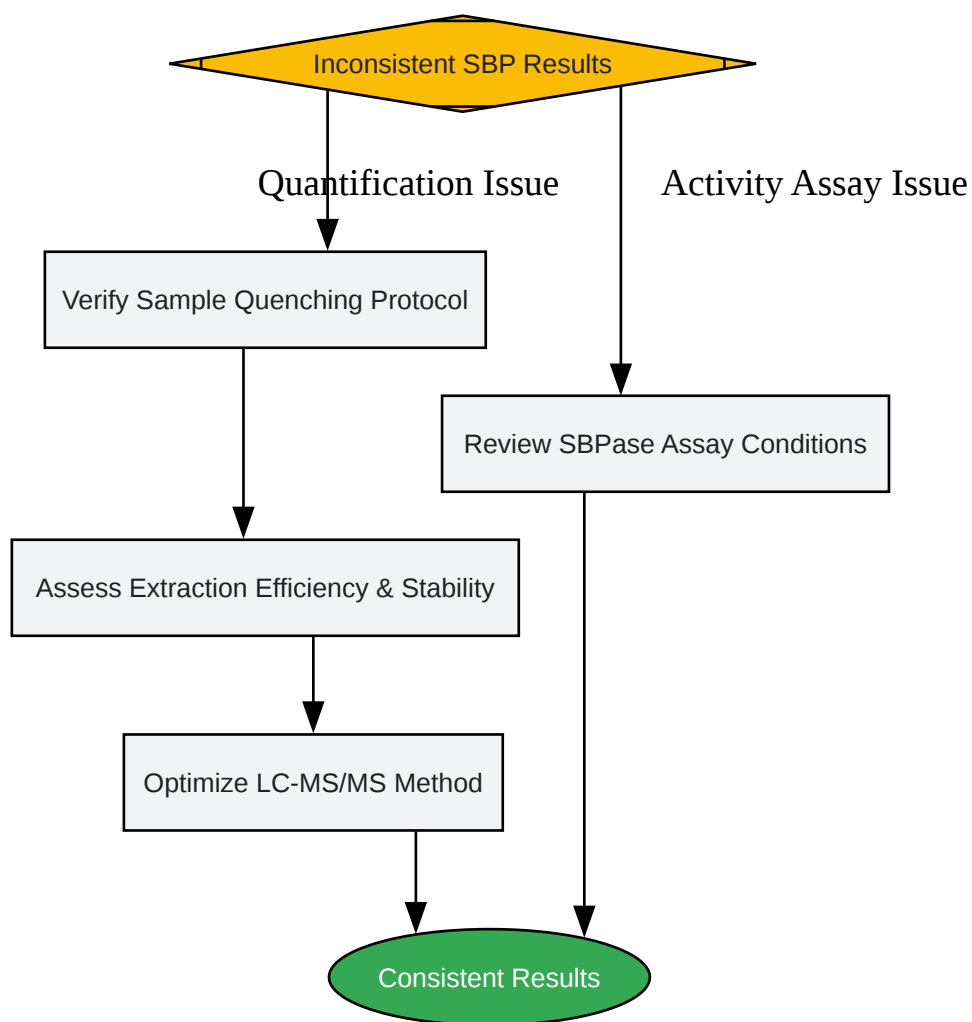 Inconsistent SBP Results
Quantification Issue
Activity Assay Issue
Verify Sample Quenching Protocol
Review SBPase Assay Conditions
Assess Extraction Efficiency & Stability
Optimize LC-MS/MS Method
Consistent Results